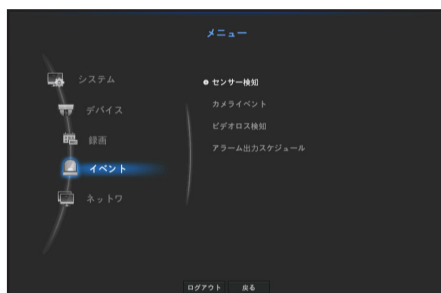 メニュー
システム
デバイス
録画
イベント
ネットワ
センサー検知
カメライベント
ビデオロス検知
アラーム出力スケジュール
ログアウト
戻る